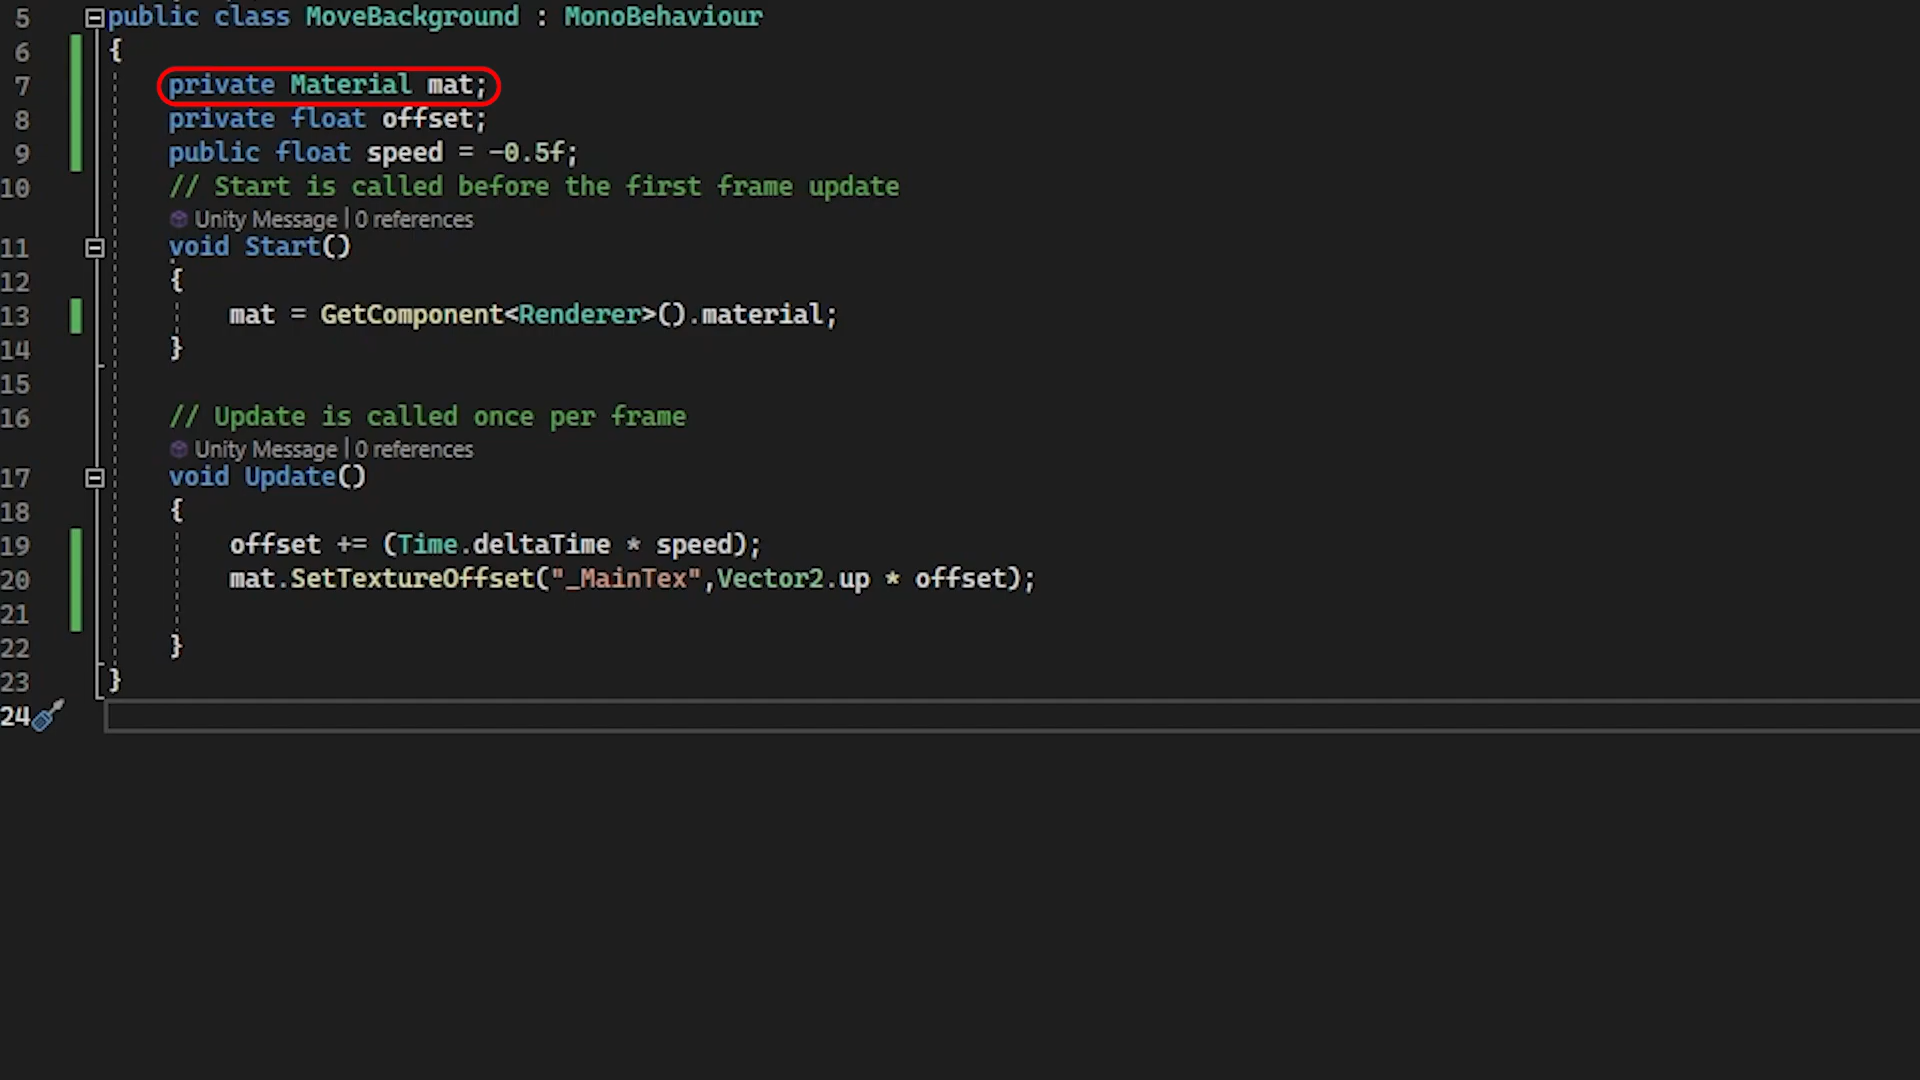 5 public class MoveBackground : MonoBehaviour
6 {
7 private Material mat;
8 private float offset;
9 public float speed = -0.5f;
10 // Start is called before the first frame update
Unity Message | 0 references
11 void Start()
12 {
13 mat = GetComponent<Renderer>().material;
14 }
15
16 // Update is called once per frame
Unity Message | 0 references
17 void Update()
18 {
19 offset += (Time.deltaTime * speed);
20 mat.SetTextureOffset("_MainTex",Vector2.up * offset);
21
22 }
23 }
24